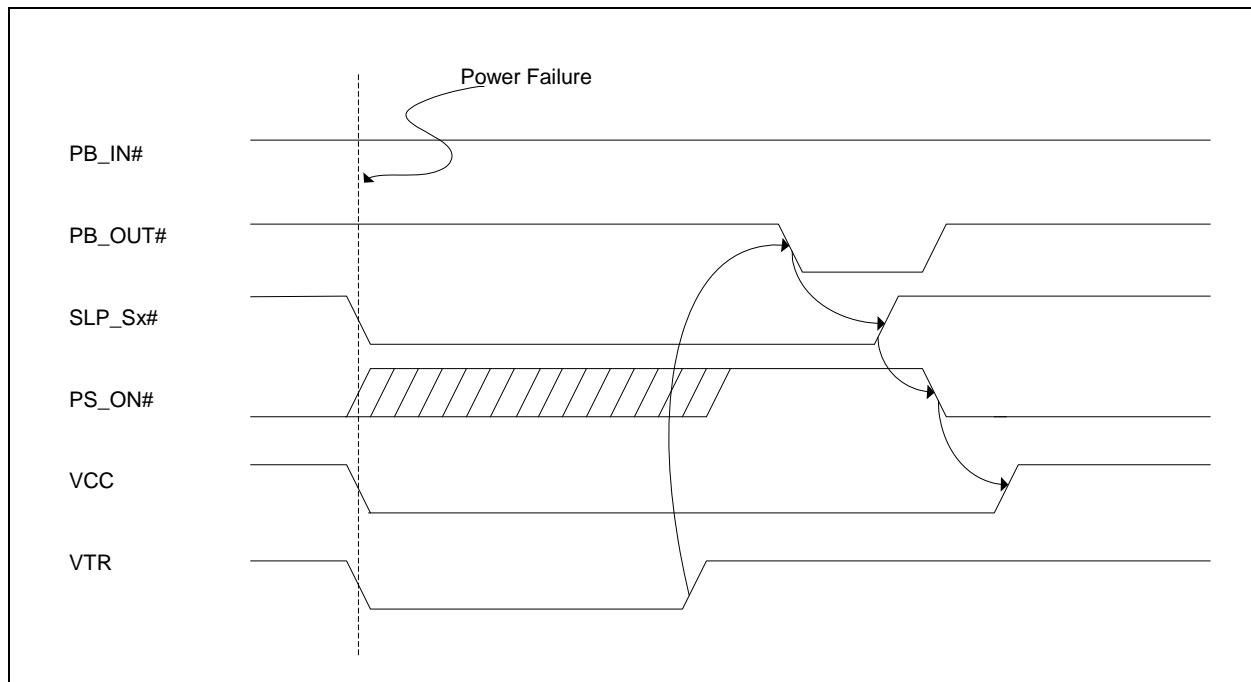 Power Failure
PB_IN#
PB_OUT#
SLP_Sx#
PS_ON#
VCC
VTR